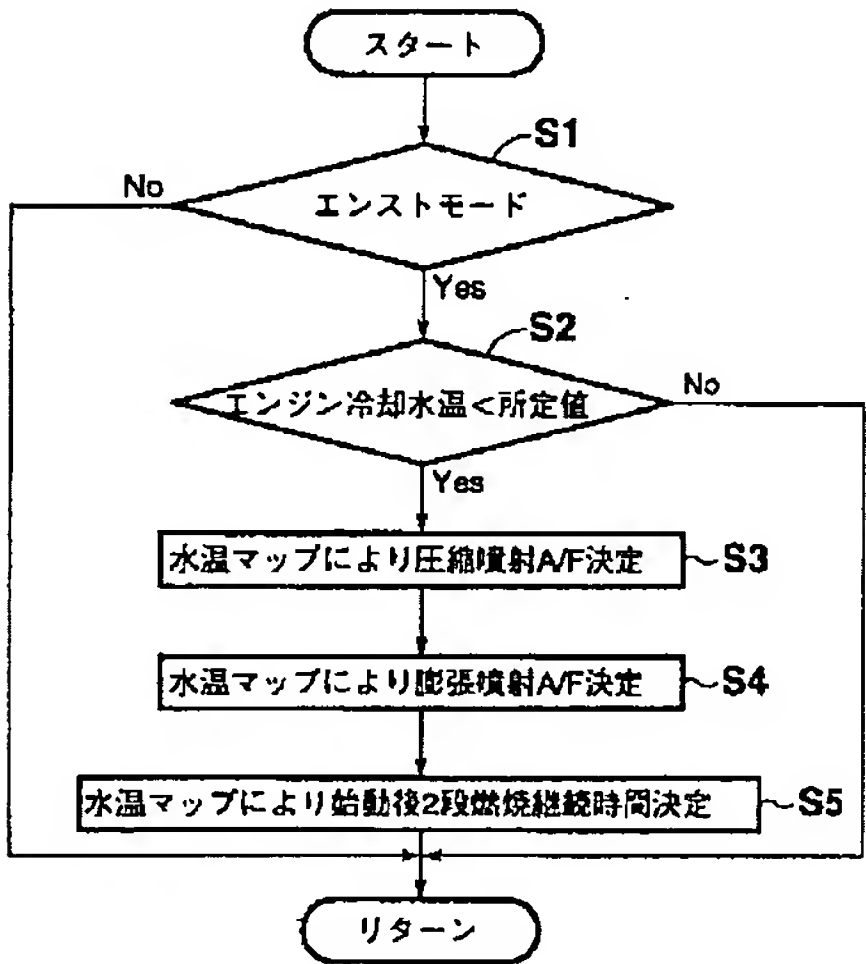 スタート
S1
No
エンストモード
Yes
S2
No
エンジン冷却水温<所定値
Yes
水温マップにより圧縮噴射A/F決定
S3
水温マップにより膨張噴射A/F決定
S4
水温マップにより始動後2段燃焼継続時間決定
S5
リターン